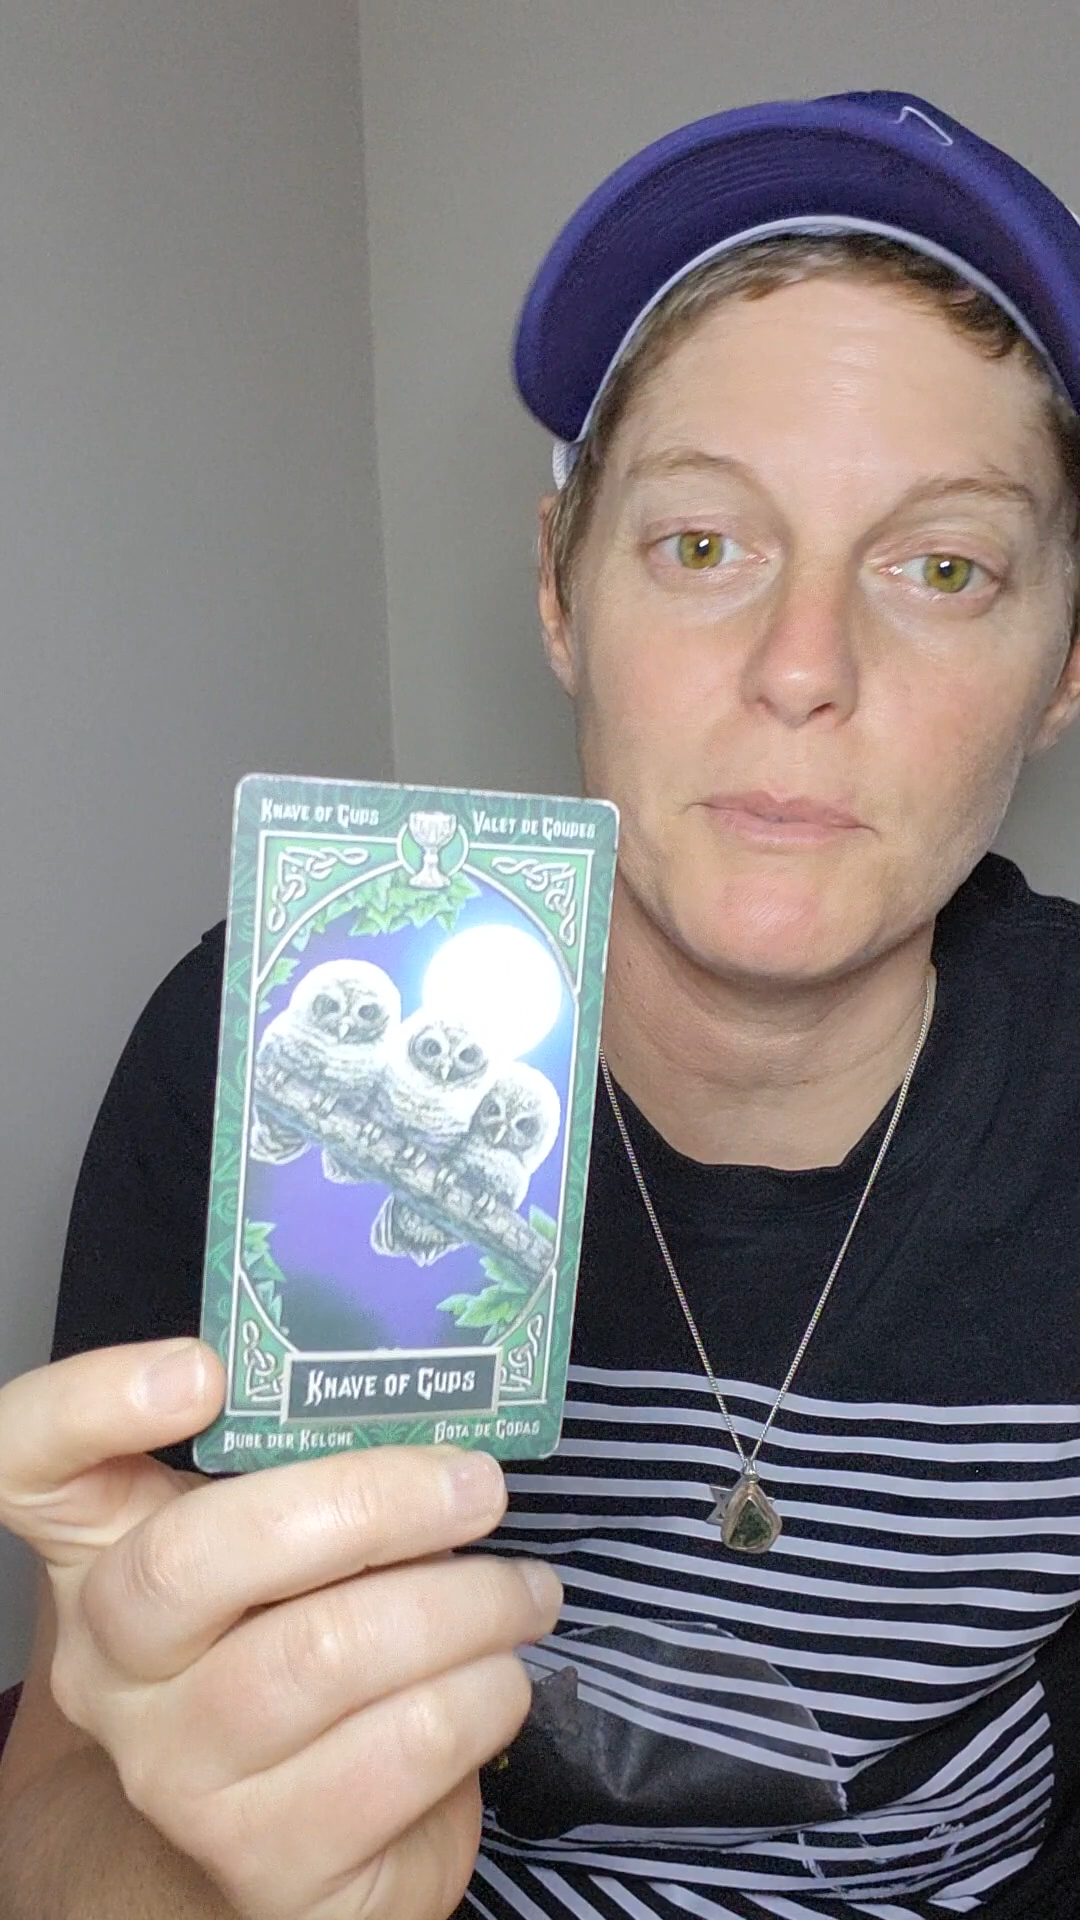 Knave of Cups
Valet de Coupes
Knave of Cups
Bube der Kelche
Sota de Copas